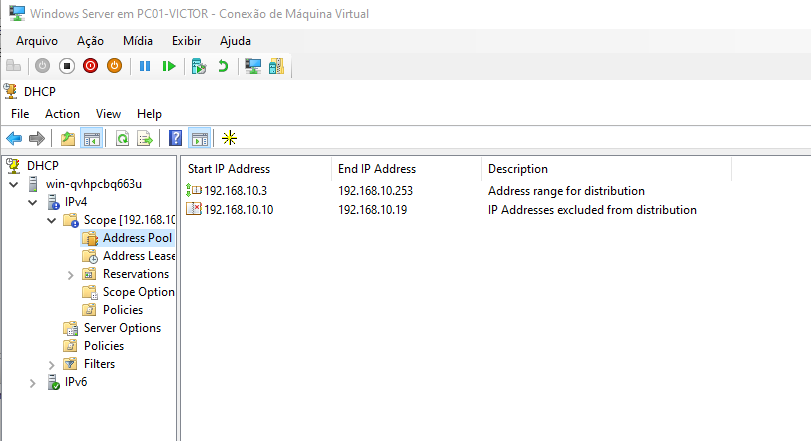 Windows Server em PC01-VICTOR - Conexão de Máquina Virtual
Arquivo Ação Mídia Exibir Ajuda
DHCP
File Action View Help
DHCP
win-qvhpcbq663u
IPv4
Scope [192.168.10
Address Pool
Address Lease
Reservations
Scope Option
Policies
Server Options
Policies
Filters
IPv6
Start IP Address End IP Address Description
192.168.10.3 192.168.10.253 Address range for distribution
192.168.10.10 192.168.10.19 IP Addresses excluded from distribution